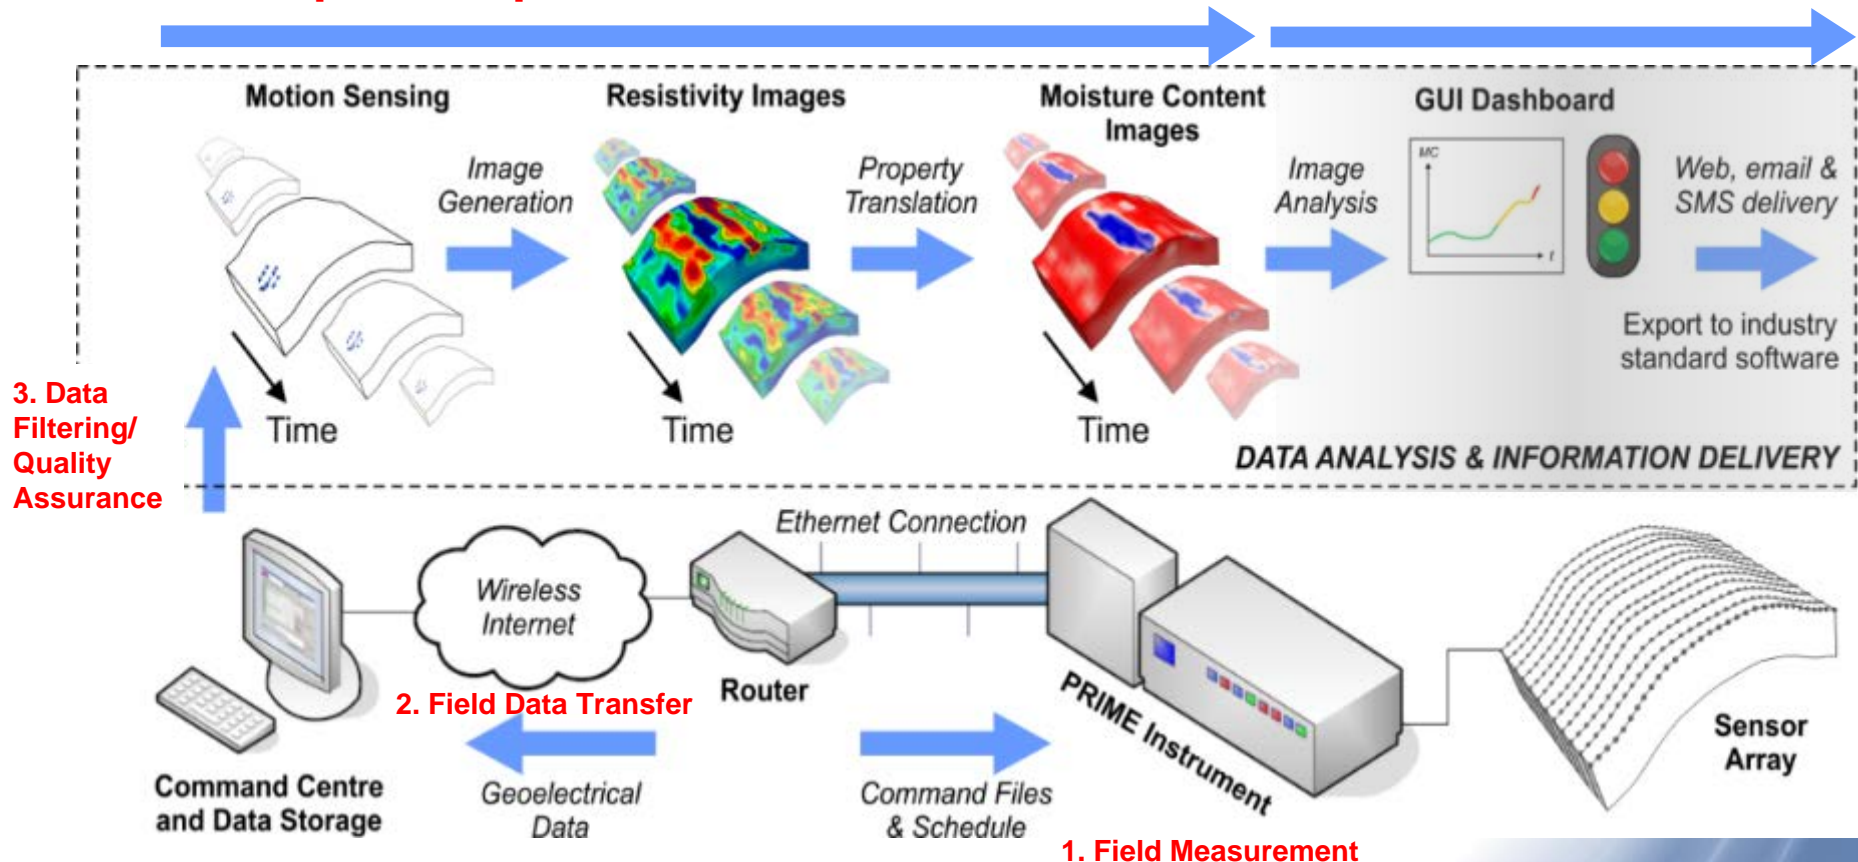 Motion Sensing
Resistivity Images
Moisture Content
Images
GUI Dashboard
Image
Generation
Property
Translation
Image
Analysis
MC
t
Web, email &
SMS delivery
Export to industry
standard software
Time
Time
Time
DATA ANALYSIS & INFORMATION DELIVERY
3. Data
Filtering/
Quality
Assurance
Ethernet Connection
Wireless
Internet
2. Field Data Transfer
Router
PRIME Instrument
Sensor
Array
Command Centre
and Data Storage
Geoelectrical
Data
Command Files
& Schedule
1. Field Measurement